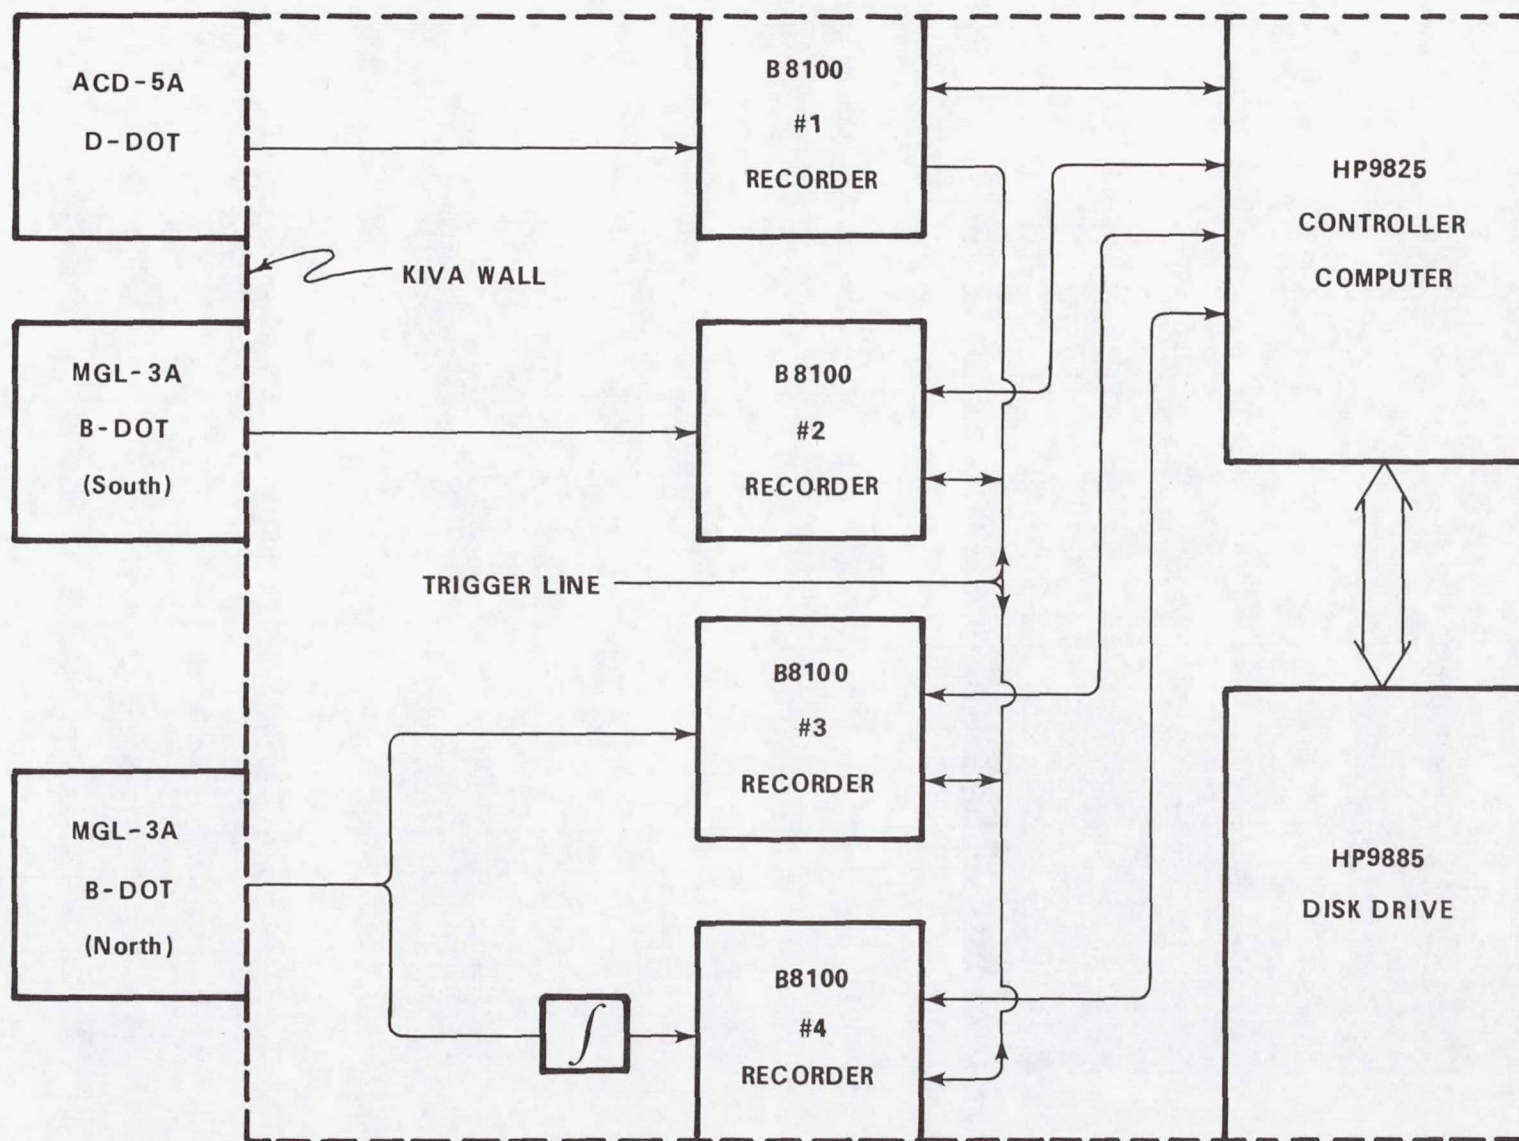 ACD-5A
D-DOT
B8100
#1
RECORDER
HP9825
CONTROLLER
COMPUTER
KIVA WALL
MGL-3A
B-DOT
(South)
B8100
#2
RECORDER
TRIGGER LINE
B8100
#3
RECORDER
MGL-3A
B-DOT
(North)
HP9885
DISK DRIVE
∫
B8100
#4
RECORDER